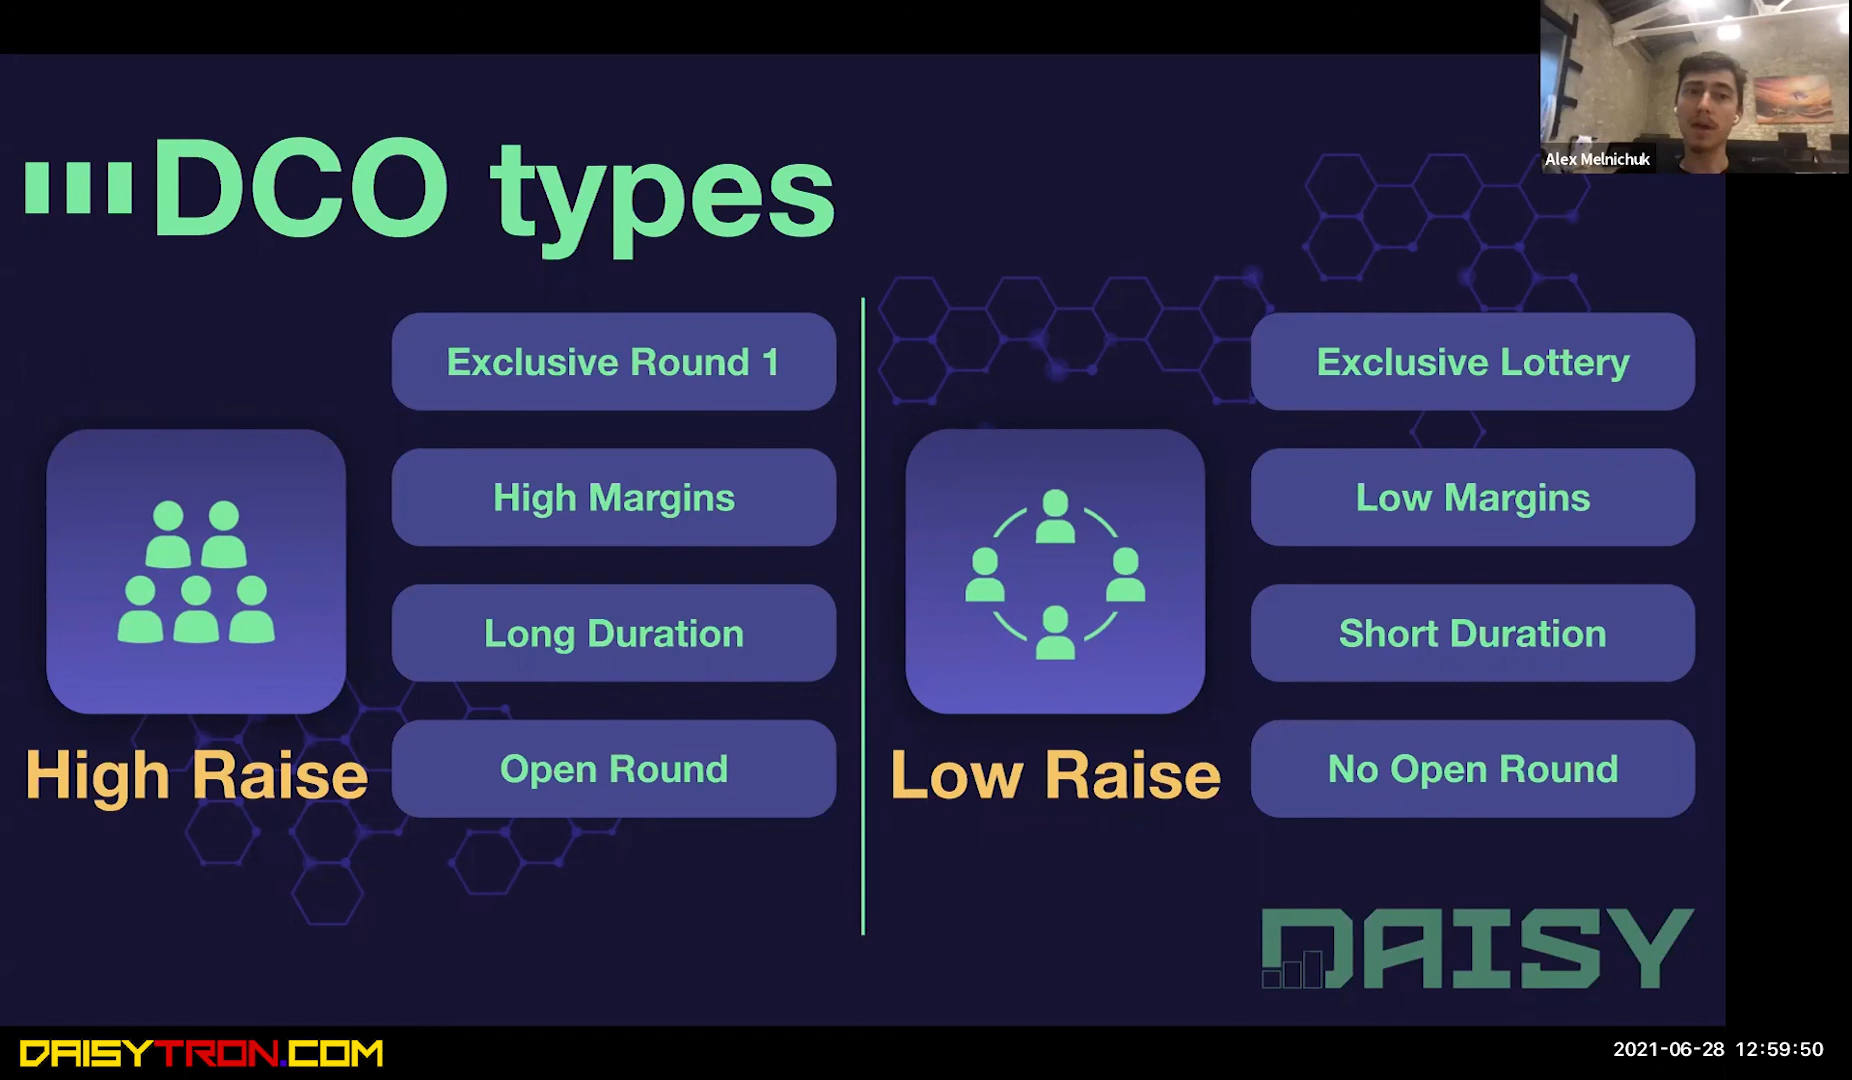 Alex Melnichuk
DCO types
Exclusive Round 1
High Margins
Long Duration
Open Round
High Raise
Exclusive Lottery
Low Margins
Short Duration
No Open Round
Low Raise
DAISY
DAISYTRON.COM
2021-06-28 12:59:50